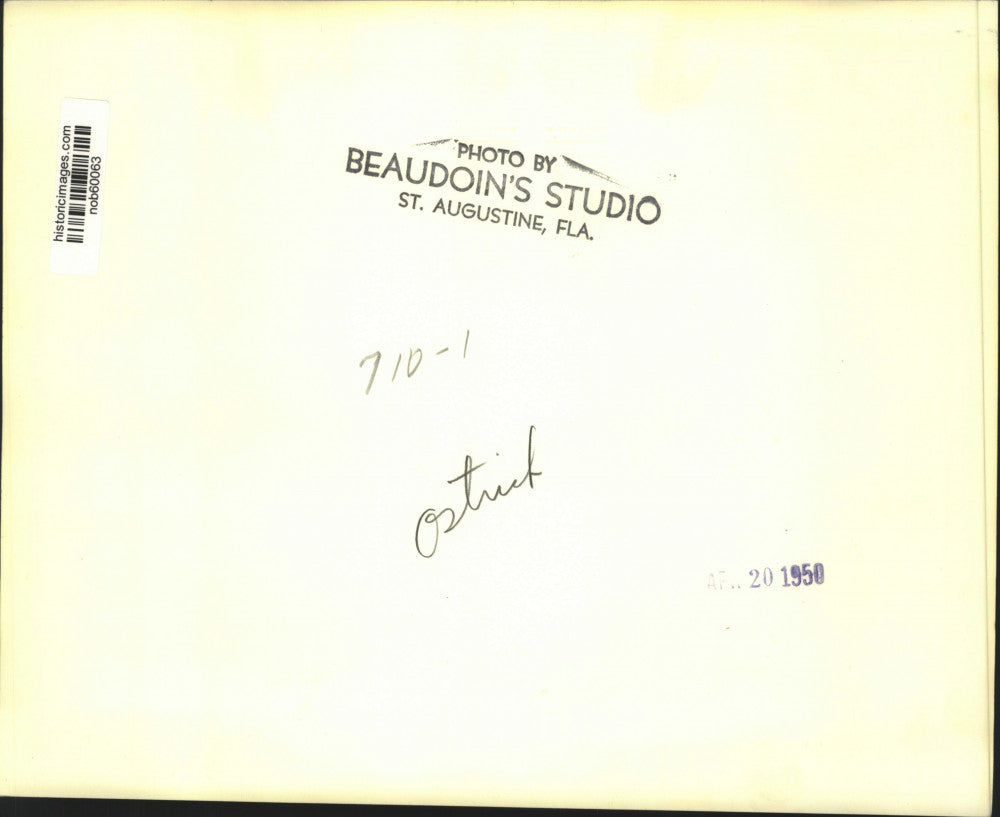 historicimages.com
nob60063
PHOTO BY
BEAUDOIN'S STUDIO
ST. AUGUSTINE, FLA.
710-1
Ostrich
20 1950